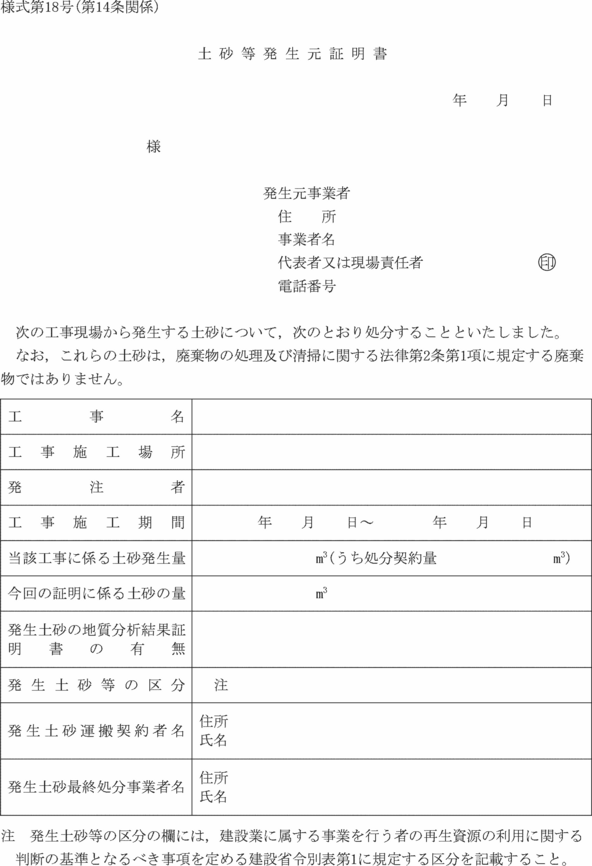 様式第18号(第14条関係)
土砂等発生元証明書
年　月　日
様
発生元事業者
住　所
事業者名
代表者又は現場責任者　㊞
電話番号
次の工事現場から発生する土砂について，次のとおり処分することといたしました。
なお，これらの土砂は，廃棄物の処理及び清掃に関する法律第2条第1項に規定する廃棄
物ではありません。
工事名
工事施工場所
発注者
工事施工期間　年　月　日～　年　月　日
当該工事に係る土砂発生量　m³(うち処分契約量　m³)
今回の証明に係る土砂の量　m³
発生土砂の地質分析結果証
明書の有無
発生土砂等の区分　注
発生土砂運搬契約者名　住所
氏名
発生土砂最終処分事業者名　住所
氏名
注　発生土砂等の区分の欄には，建設業に属する事業を行う者の再生資源の利用に関する
判断の基準となるべき事項を定める建設省令別表第1に規定する区分を記載すること。